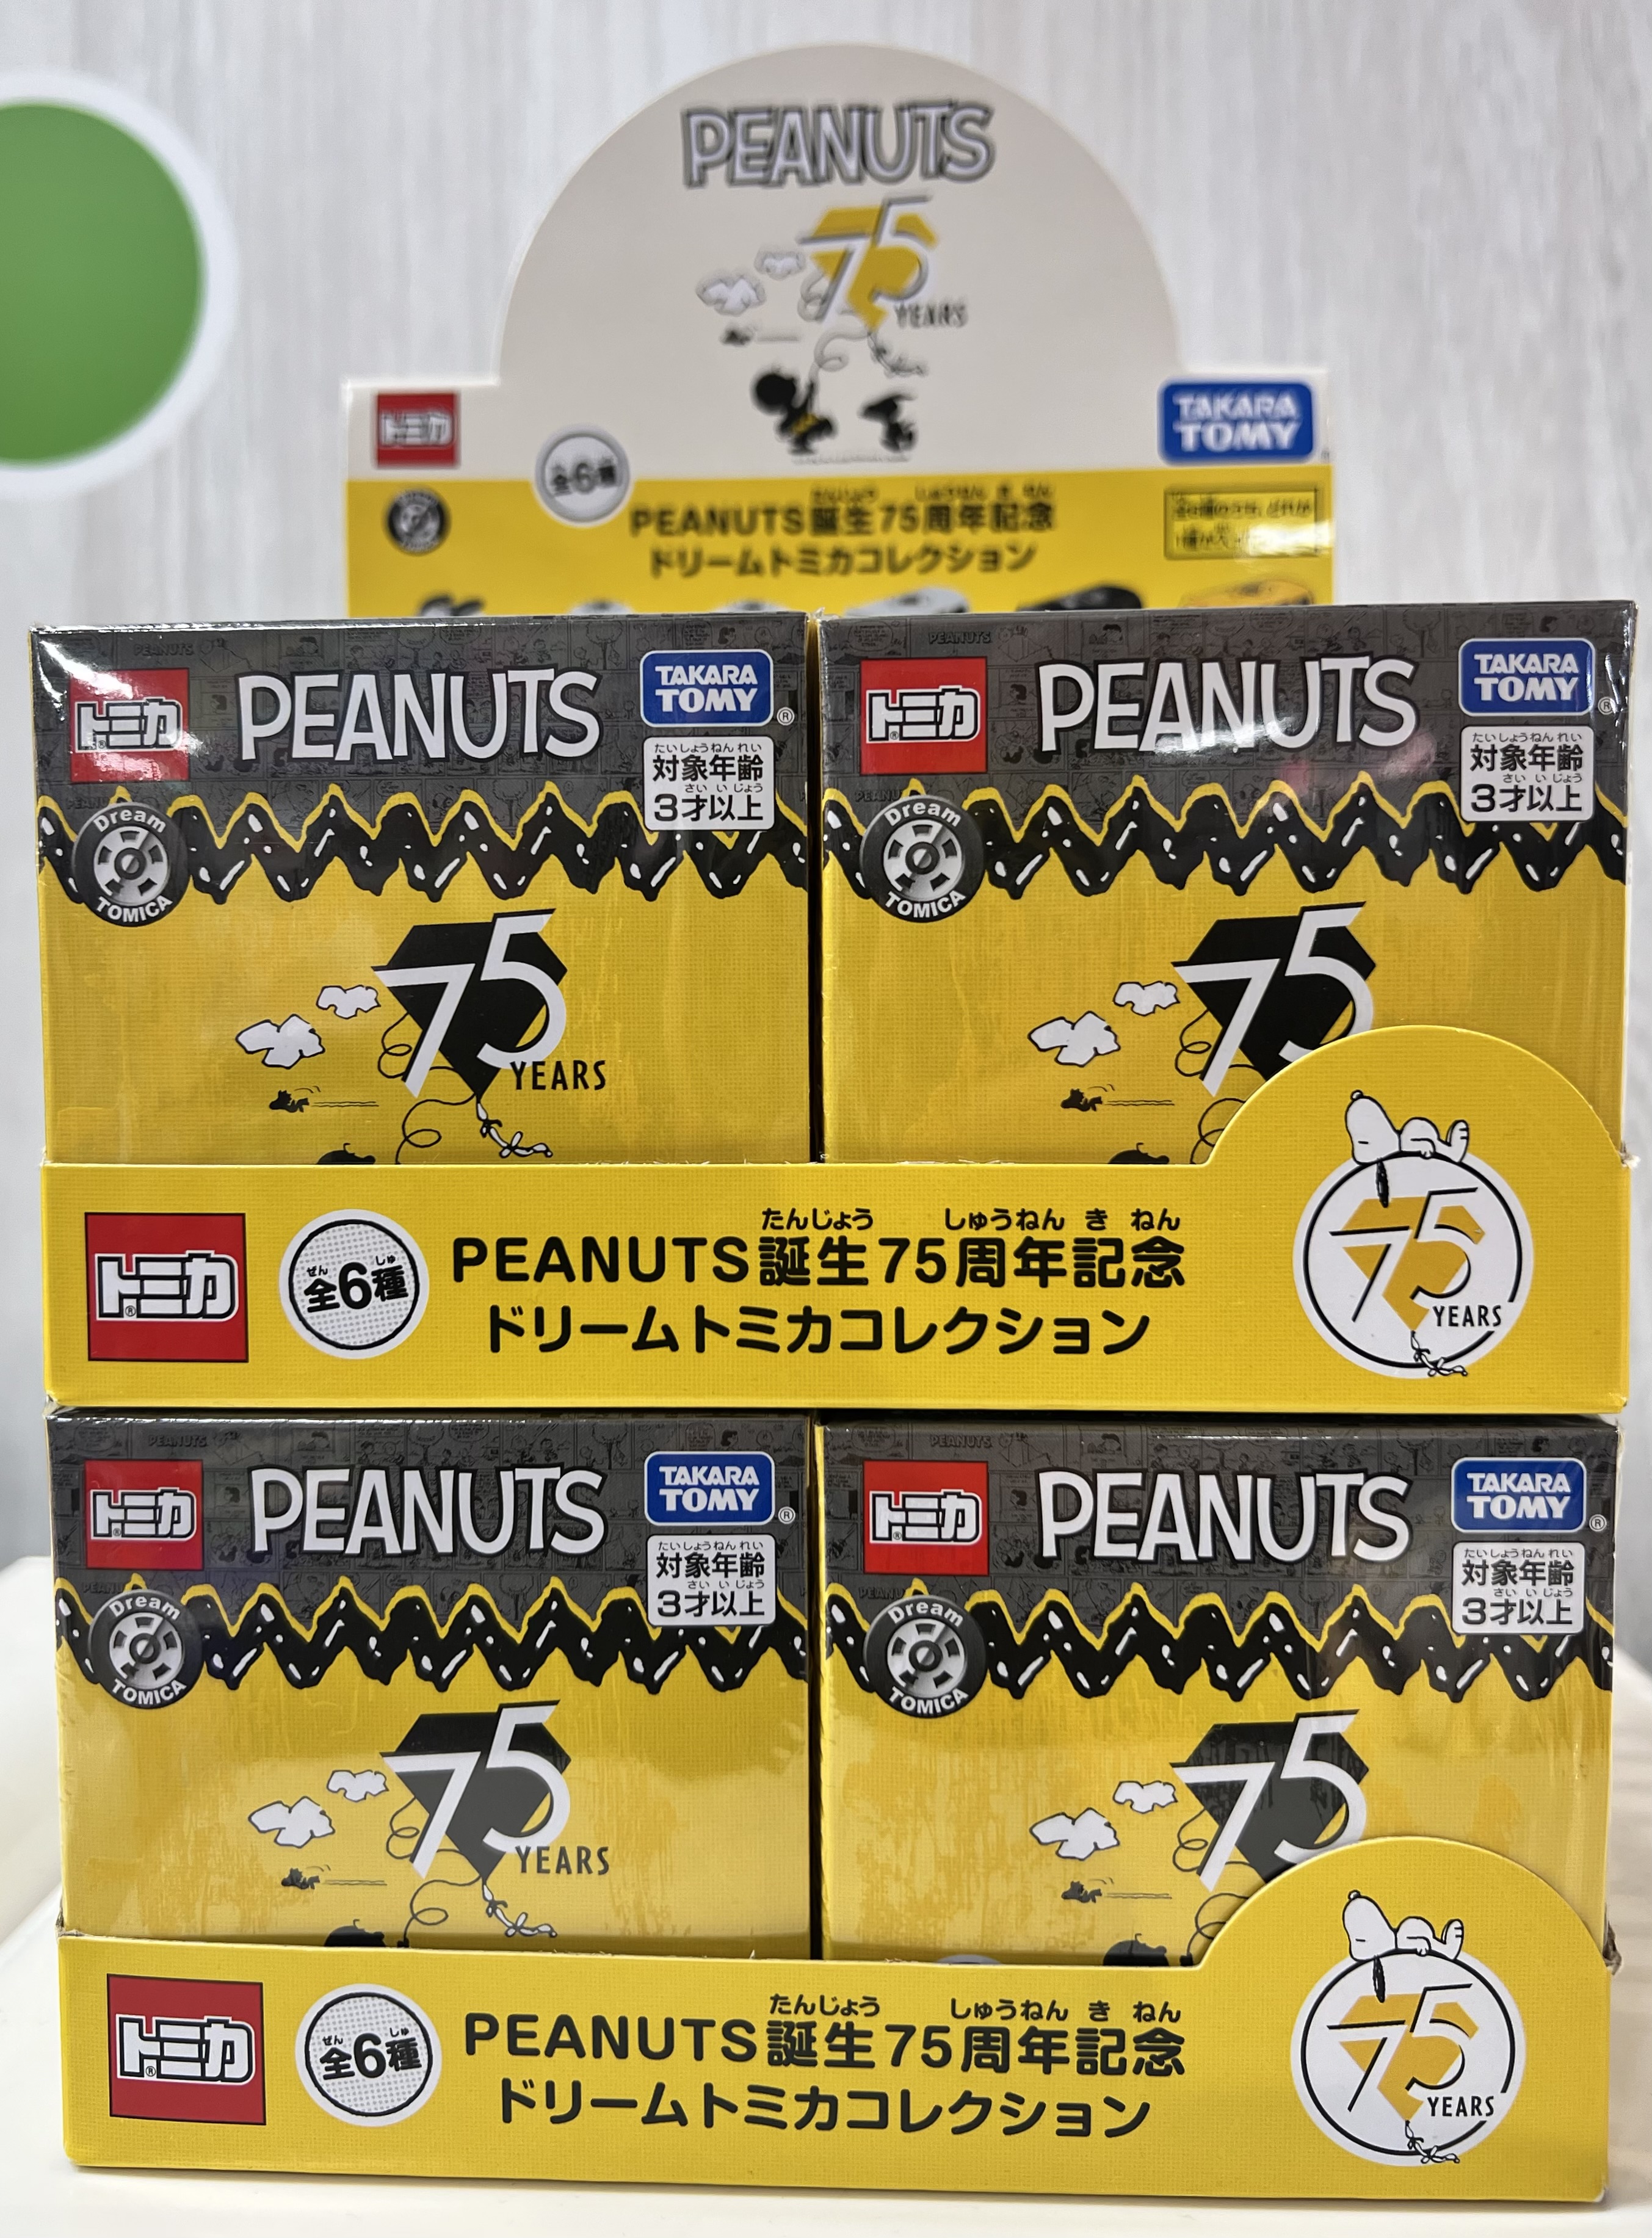 PEANUTS
75
YEARS
トミカ
TAKARA
TOMY
全6種
たんじょう しゅうねん き ねん
PEANUTS誕生75周年記念
ドリームトミカコレクション
トミカ
PEANUTS
TAKARA
TOMY
®
たいしょうねんれい
対象年齢
さい い じょう
3才以上
Dream
TOMICA
75
YEARS
トミカ
PEANUTS
TAKARA
TOMY
®
たいしょうねんれい
対象年齢
さい い じょう
3才以上
Dream
TOMICA
75
トミカ
®
ぜん しゅ
全6種
たんじょう しゅうねん き ねん
PEANUTS誕生75周年記念
ドリームトミカコレクション
75
YEARS
トミカ
PEANUTS
TAKARA
TOMY
®
たいしょうねんれい
対象年齢
さい い じょう
3才以上
Dream
TOMICA
75
YEARS
トミカ
PEANUTS
TAKARA
TOMY
®
たいしょうねんれい
対象年齢
さい い じょう
3才以上
Dream
TOMICA
75
トミカ
®
ぜん しゅ
全6種
たんじょう しゅうねん き ねん
PEANUTS誕生75周年記念
ドリームトミカコレクション
75
YEARS